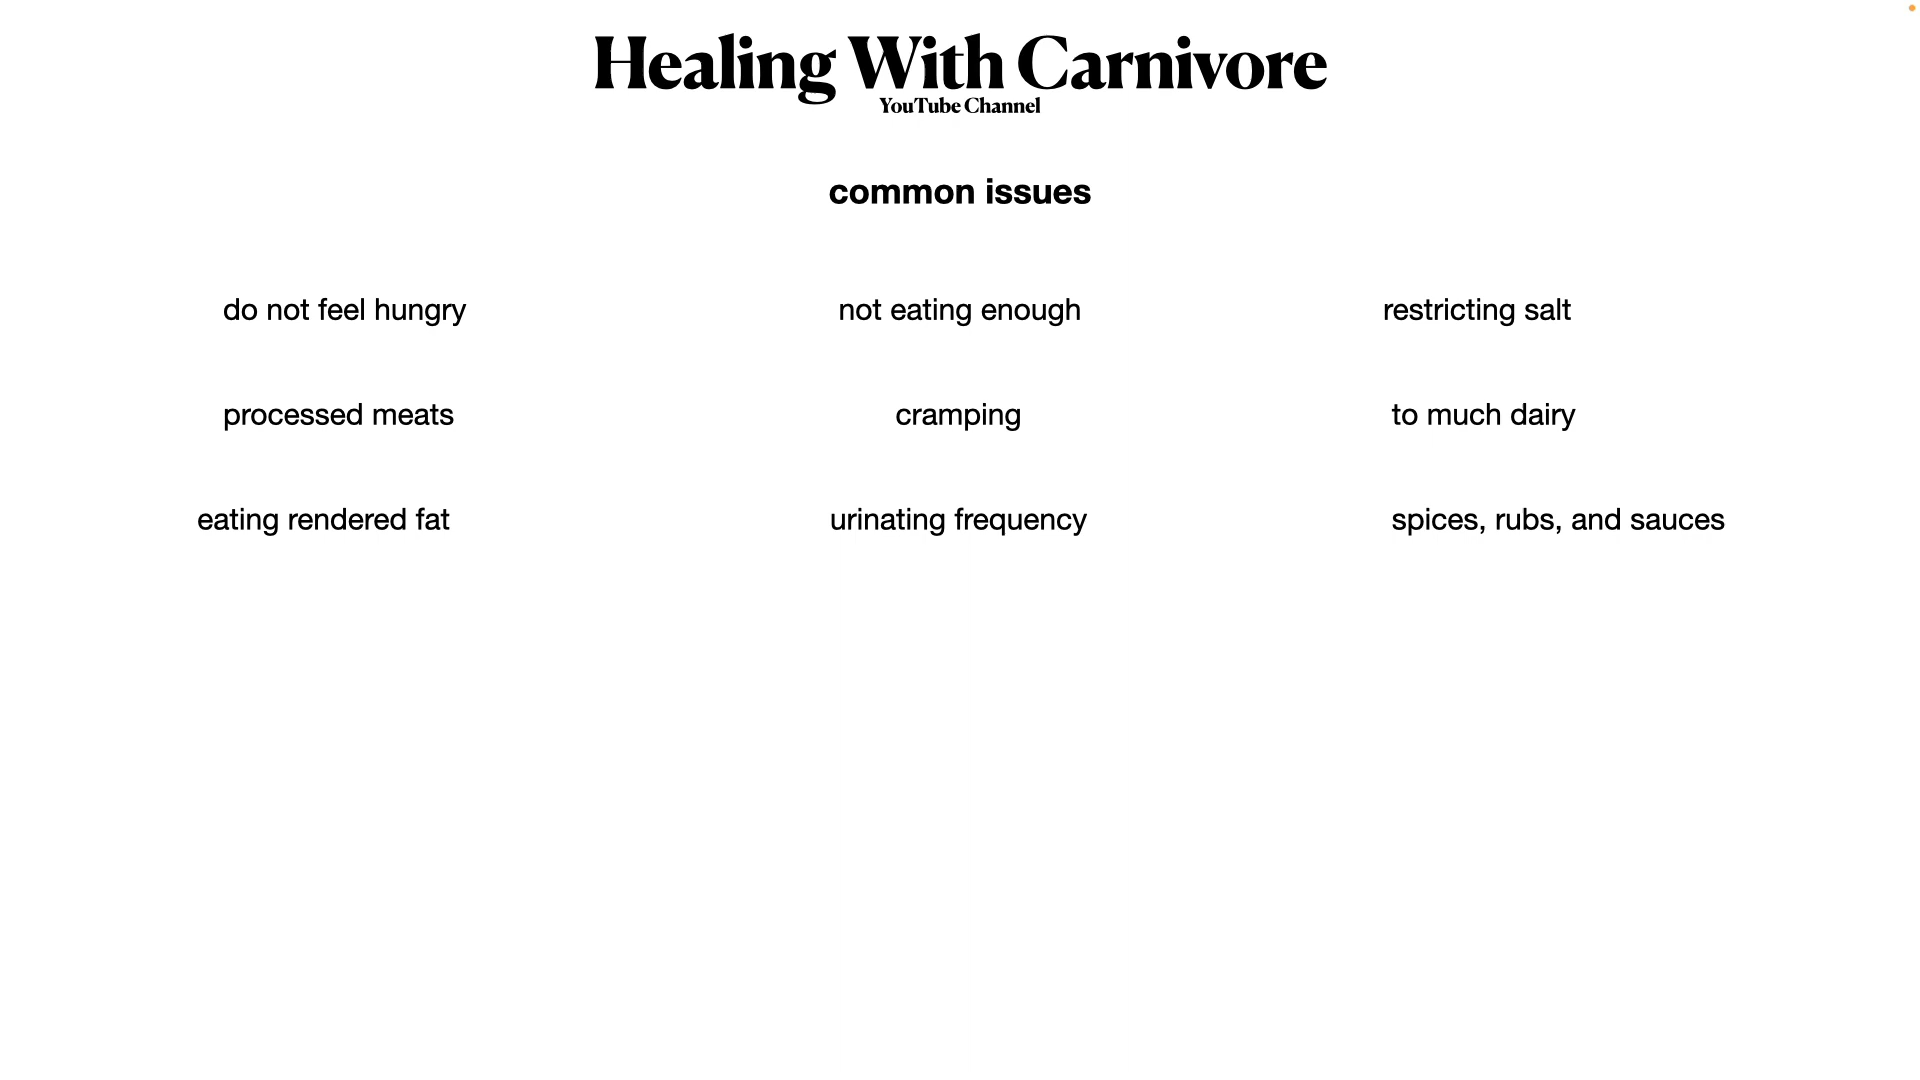 Healing With Carnivore
YouTube Channel
common issues
do not feel hungry
not eating enough
restricting salt
processed meats
cramping
to much dairy
eating rendered fat
urinating frequency
spices, rubs, and sauces